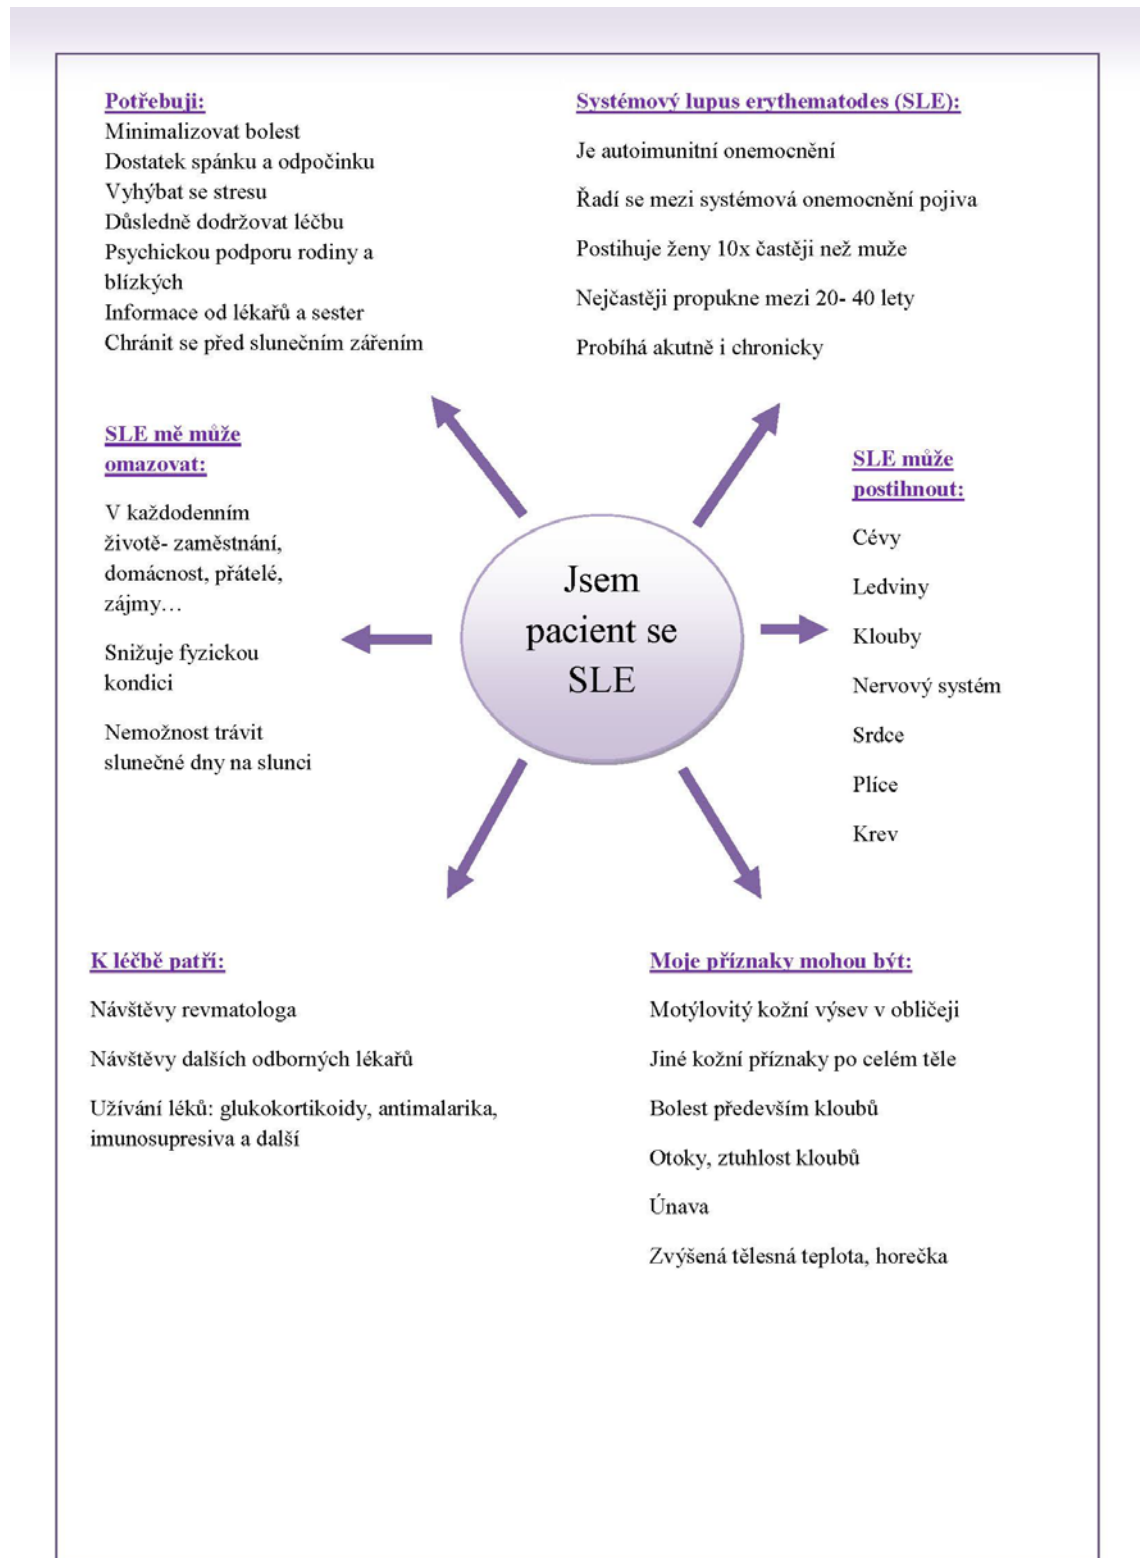 Potřebuji:
Minimalizovat bolest
Dostatek spánku a odpočinku
Vyhýbat se stresu
Důsledně dodržovat léčbu
Psychickou podporu rodiny a
blízkých
Informace od lékařů a sester
Chránit se před slunečním zářením
Systémový lupus erythematodes (SLE):
Je autoimunitní onemocnění
Řadí se mezi systémová onemocnění pojiva
Postihuje ženy 10x častěji než muže
Nejčastěji propukne mezi 20- 40 lety
Probíhá akutně i chronicky
SLE mě může
omazovat:
V každodenním
životě- zaměstnání,
domácnost, přátelé,
zájmy…
Snižuje fyzickou
kondici
Nemožnost trávit
slunečné dny na slunci
Jsem
pacient se
SLE
SLE může
postihnout:
Cévy
Ledviny
Klouby
Nervový systém
Srdce
Plíce
Krev
K léčbě patří:
Návštěvy revmatologa
Návštěvy dalších odborných lékařů
Užívání léků: glukokortikoidy, antimalarika,
imunosupresiva a další
Moje příznaky mohou být:
Motýlovitý kožní výsev v obličeji
Jiné kožní příznaky po celém těle
Bolest především kloubů
Otoky, ztuhlost kloubů
Únava
Zvýšená tělesná teplota, horečka